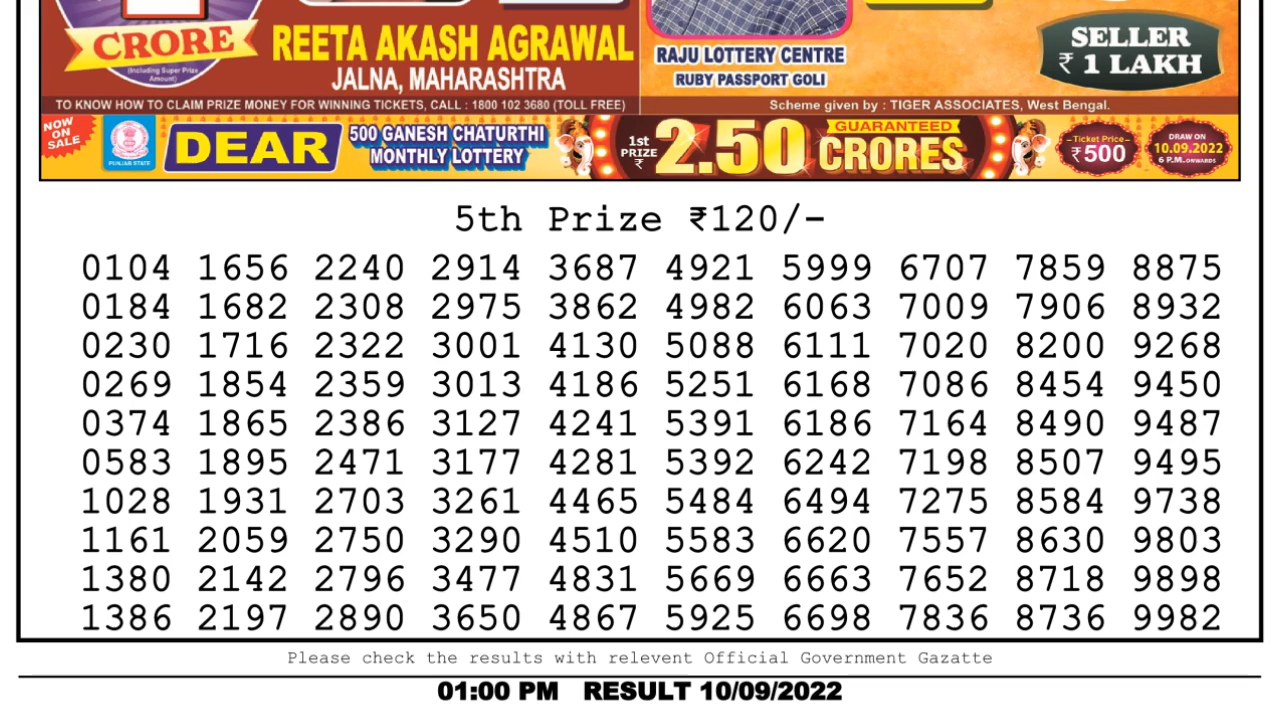 CRORE
(Including Super Prize
Amount)
REETA AKASH AGRAWAL
JALNA, MAHARASHTRA
RAJU LOTTERY CENTRE
RUBY PASSPORT GOLI
SELLER
₹ 1 LAKH
TO KNOW HOW TO CLAIM PRIZE MONEY FOR WINNING TICKETS, CALL : 1800 102 3680 (TOLL FREE)
Scheme given by : TIGER ASSOCIATES, West Bengal.
NOW
ON
SALE
PUNJAB STATE
DEAR
500 GANESH CHATURTHI
MONTHLY LOTTERY
1st
PRIZE
₹
2.50
GUARANTEED
CRORES
Ticket Price
₹500
DRAW ON
10.09.2022
6 P.M. ONWARDS
5th Prize ₹120/-
0104 1656 2240 2914 3687 4921 5999 6707 7859 8875
0184 1682 2308 2975 3862 4982 6063 7009 7906 8932
0230 1716 2322 3001 4130 5088 6111 7020 8200 9268
0269 1854 2359 3013 4186 5251 6168 7086 8454 9450
0374 1865 2386 3127 4241 5391 6186 7164 8490 9487
0583 1895 2471 3177 4281 5392 6242 7198 8507 9495
1028 1931 2703 3261 4465 5484 6494 7275 8584 9738
1161 2059 2750 3290 4510 5583 6620 7557 8630 9803
1380 2142 2796 3477 4831 5669 6663 7652 8718 9898
1386 2197 2890 3650 4867 5925 6698 7836 8736 9982
Please check the results with relevent Official Government Gazatte
01:00 PM RESULT 10/09/2022